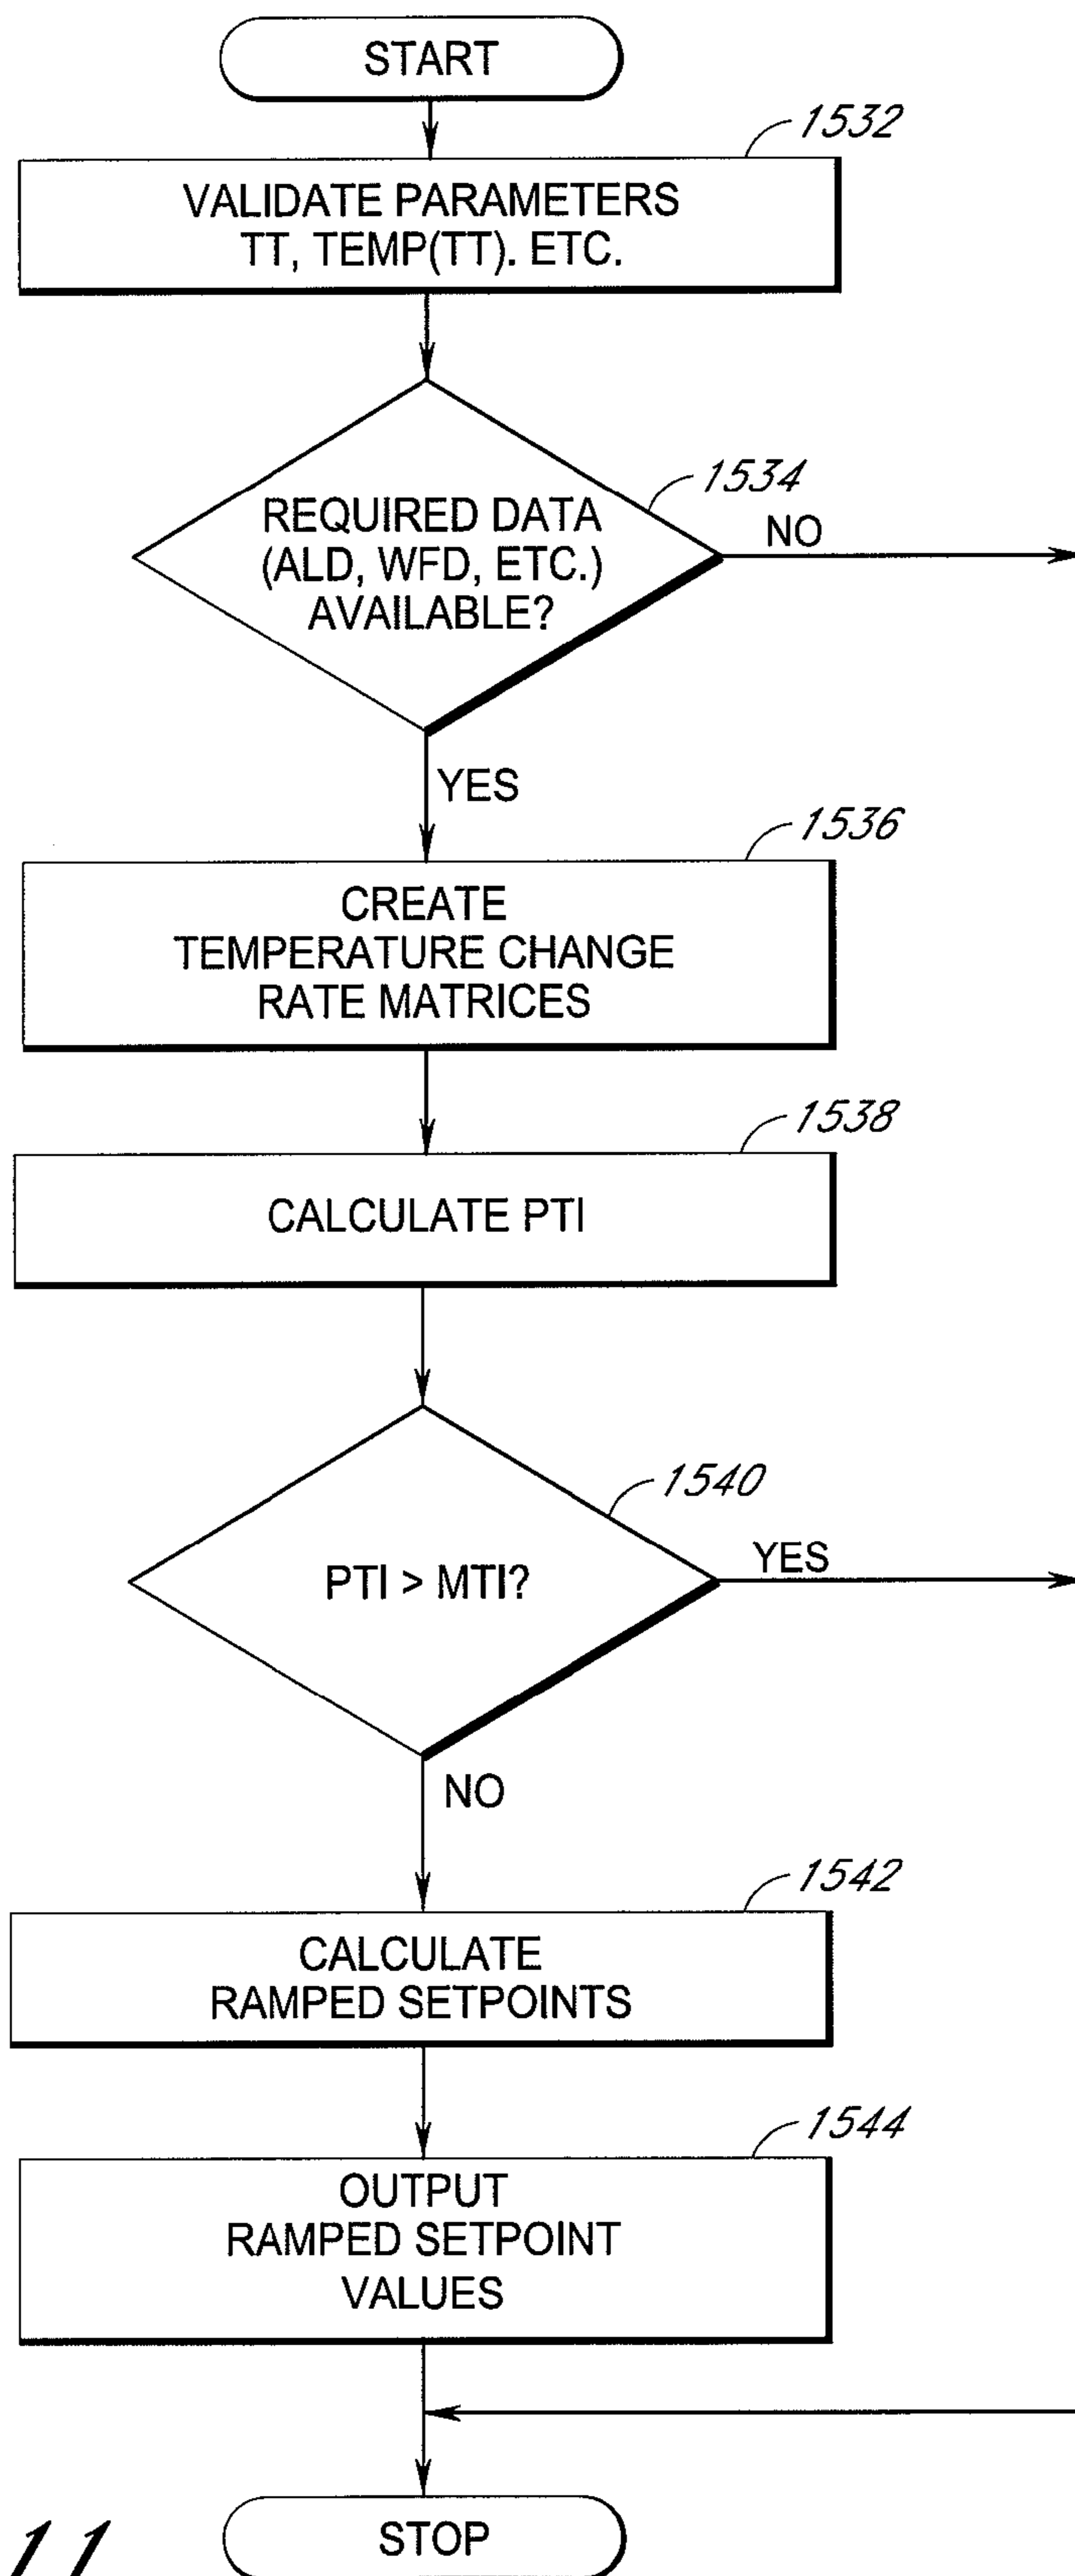 START
1532
VALIDATE PARAMETERS
TT, TEMP(TT). ETC.
1534
REQUIRED DATA
(ALD, WFD, ETC.)
AVAILABLE?
NO
YES
1536
CREATE
TEMPERATURE CHANGE
RATE MATRICES
1538
CALCULATE PTI
1540
PTI > MTI?
YES
NO
1542
CALCULATE
RAMPED SETPOINTS
1544
OUTPUT
RAMPED SETPOINT
VALUES
STOP
11